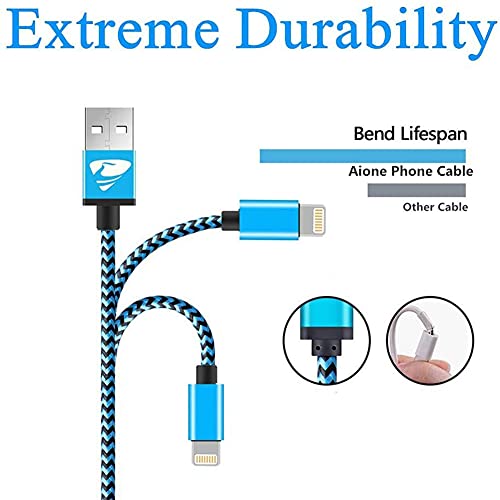 Extreme Durability
Bend Lifespan
Aione Phone Cable
Other Cable